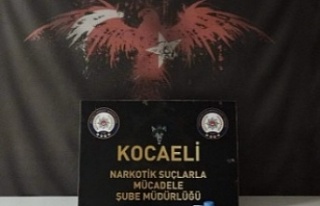 KOCAELİ
NARKOTİK SUÇLARLA
MÜCADELE
ŞUBE MÜDÜRLÜĞÜ